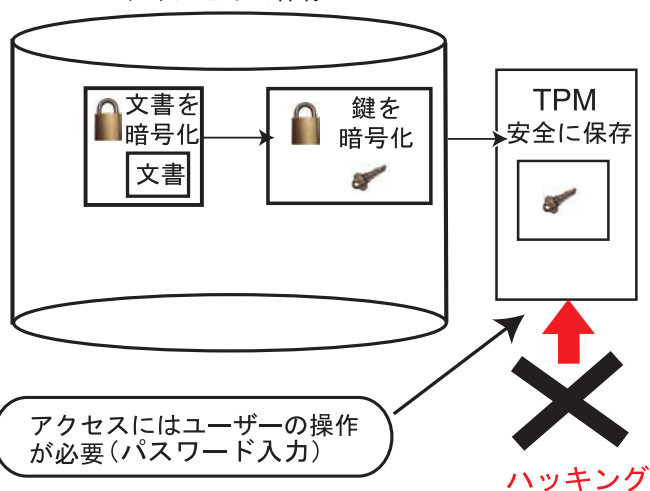 文書を
暗号化
文書
鍵を
暗号化
TPM
安全に保存
アクセスにはユーザーの操作
が必要(パスワード入力)
ハッキング